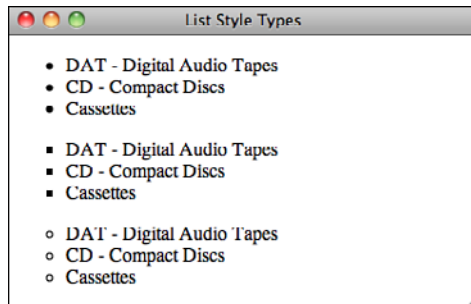 List Style Types
• DAT - Digital Audio Tapes
• CD - Compact Discs
• Cassettes
▪ DAT - Digital Audio Tapes
▪ CD - Compact Discs
▪ Cassettes
◦ DAT - Digital Audio Tapes
◦ CD - Compact Discs
◦ Cassettes